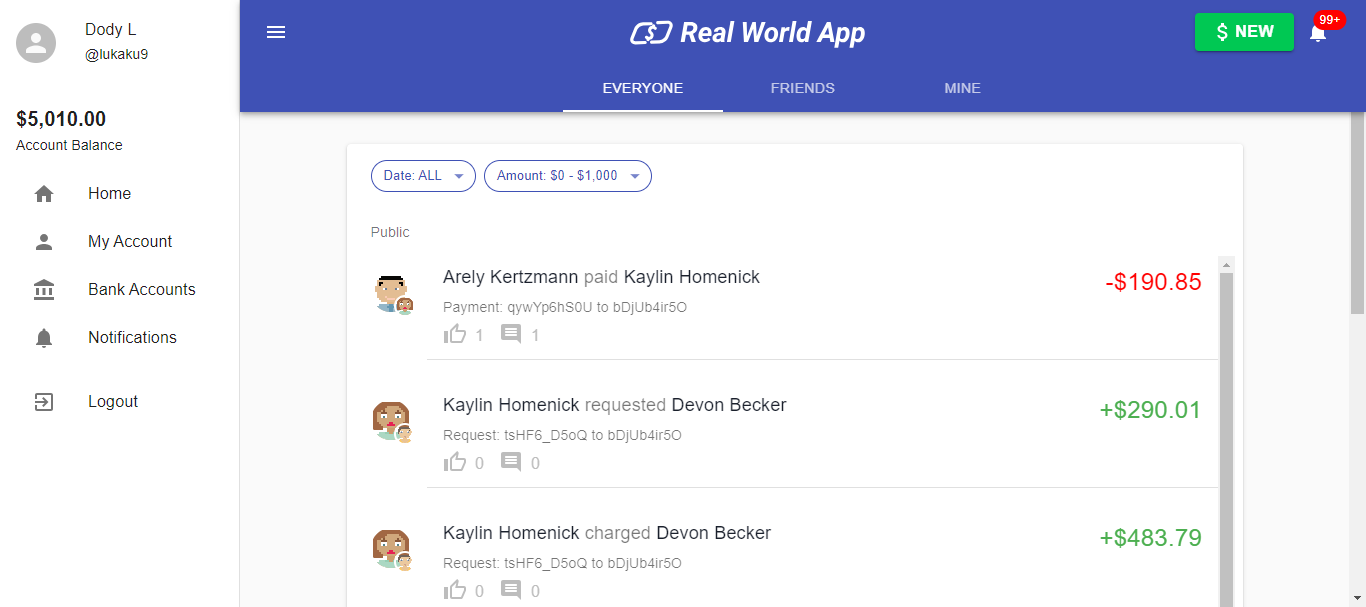 Dody L
@lukaku9
$5,010.00
Account Balance
Home
My Account
Bank Accounts
Notifications
Logout
Real World App
$ NEW
99+
EVERYONE FRIENDS MINE
Date: ALL Amount: $0 - $1,000
Public
Arely Kertzmann paid Kaylin Homenick
-$190.85
Payment: qywYp6hS0U to bDjUb4ir5O
1 1
Kaylin Homenick requested Devon Becker
+$290.01
Request: tsHF6_D5oQ to bDjUb4ir5O
0 0
Kaylin Homenick charged Devon Becker
+$483.79
Request: tsHF6_D5oQ to bDjUb4ir5O
0 0